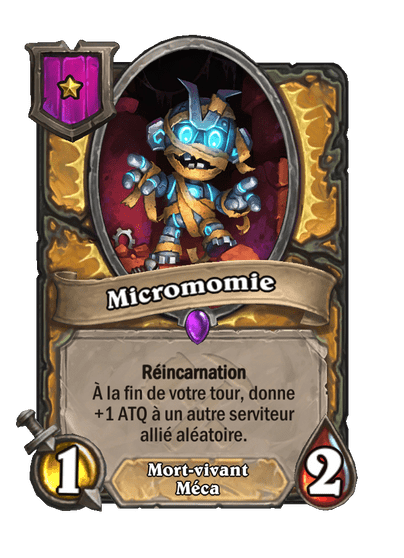 Micromomie
Réincarnation
À la fin de votre tour, donne
+1 ATQ à un autre serviteur
allié aléatoire.
1
Mort-vivant
Méca
2